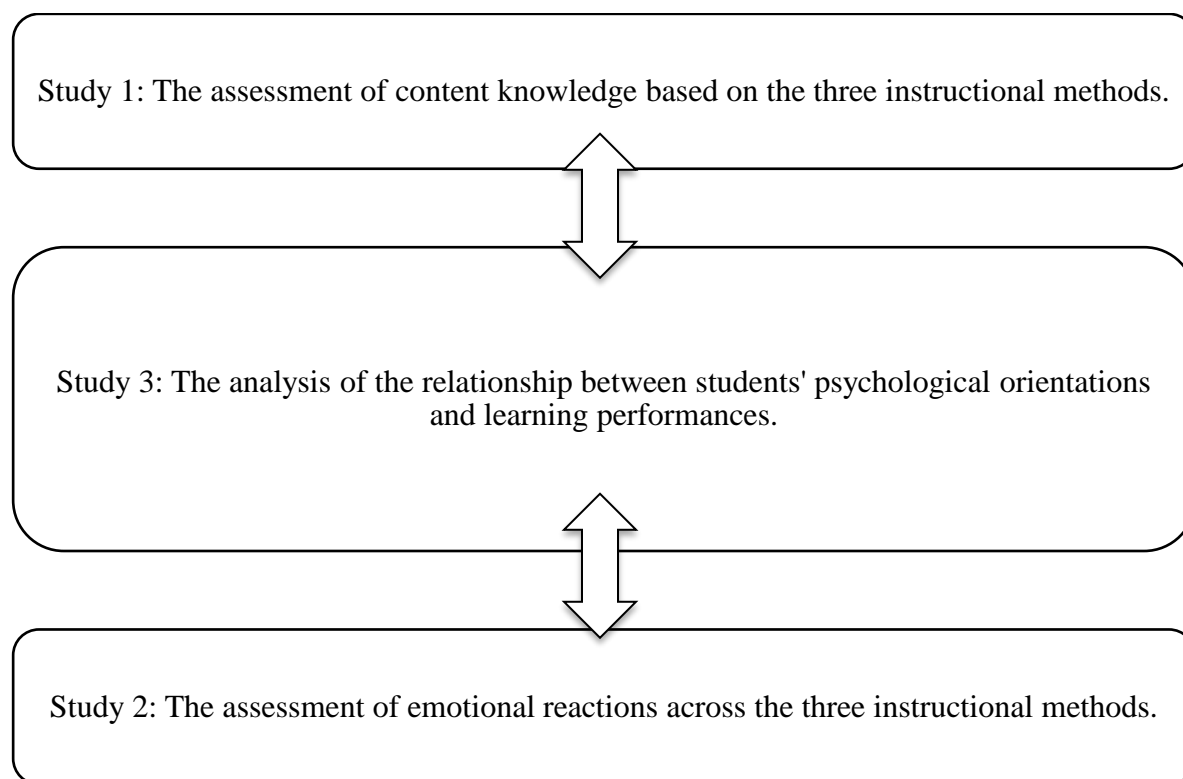 Study 1: The assessment of content knowledge based on the three instructional methods.
Study 3: The analysis of the relationship between students' psychological orientations
and learning performances.
Study 2: The assessment of emotional reactions across the three instructional methods.